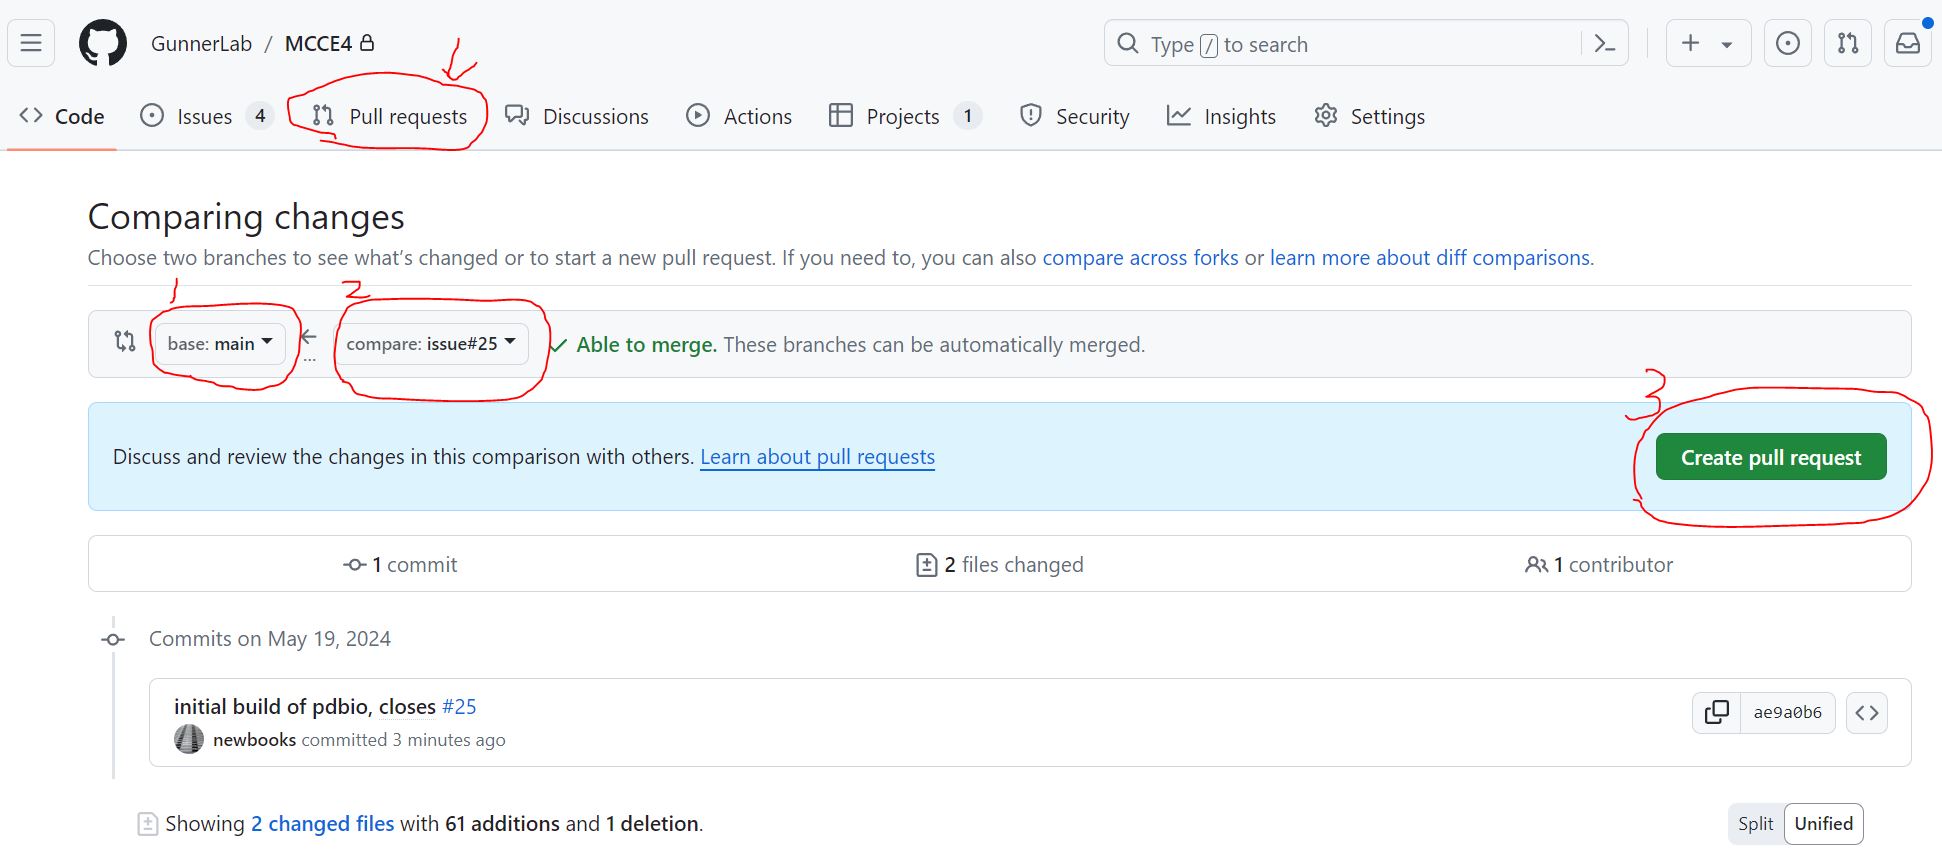 GunnerLab / MCCE4
Type / to search
Code Issues 4 Pull requests Discussions Actions Projects 1 Security Insights Settings
Comparing changes
Choose two branches to see what's changed or to start a new pull request. If you need to, you can also compare across forks or learn more about diff comparisons.
1 2
base: main ... compare: issue#25 Able to merge. These branches can be automatically merged.
3
Discuss and review the changes in this comparison with others. Learn about pull requests Create pull request
1 commit 2 files changed 1 contributor
Commits on May 19, 2024
initial build of pdbio, closes #25
newbooks committed 3 minutes ago
ae9a0b6
Showing 2 changed files with 61 additions and 1 deletion.
Split Unified